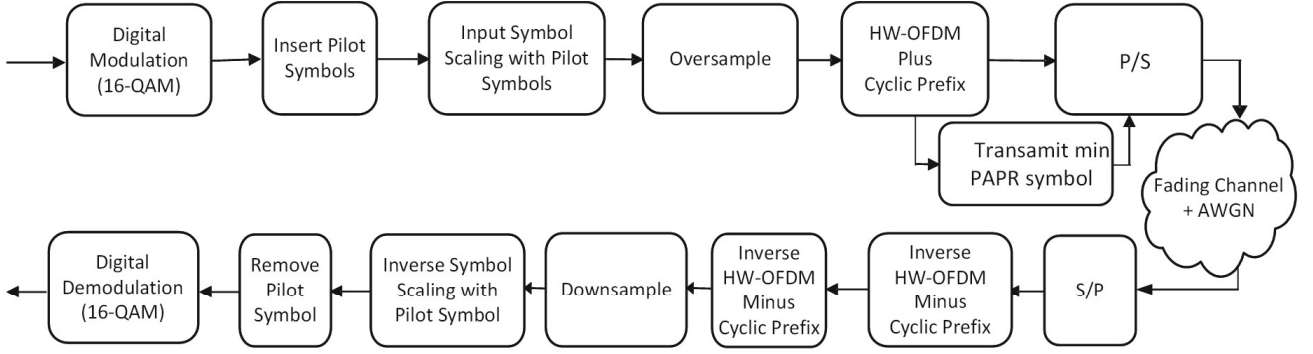 Digital
Modulation
(16-QAM)
Insert Pilot
Symbols
Input Symbol
Scaling with Pilot
Symbols
Oversample
HW-OFDM
Plus
Cyclic Prefix
P/S
Transamit min
PAPR symbol
Fading Channel
+ AWGN
Digital
Demodulation
(16-QAM)
Remove
Pilot
Symbol
Inverse Symbol
Scaling with
Pilot Symbol
Downsample
Inverse
HW-OFDM
Minus
Cyclic Prefix
Inverse
HW-OFDM
Minus
Cyclic Prefix
S/P